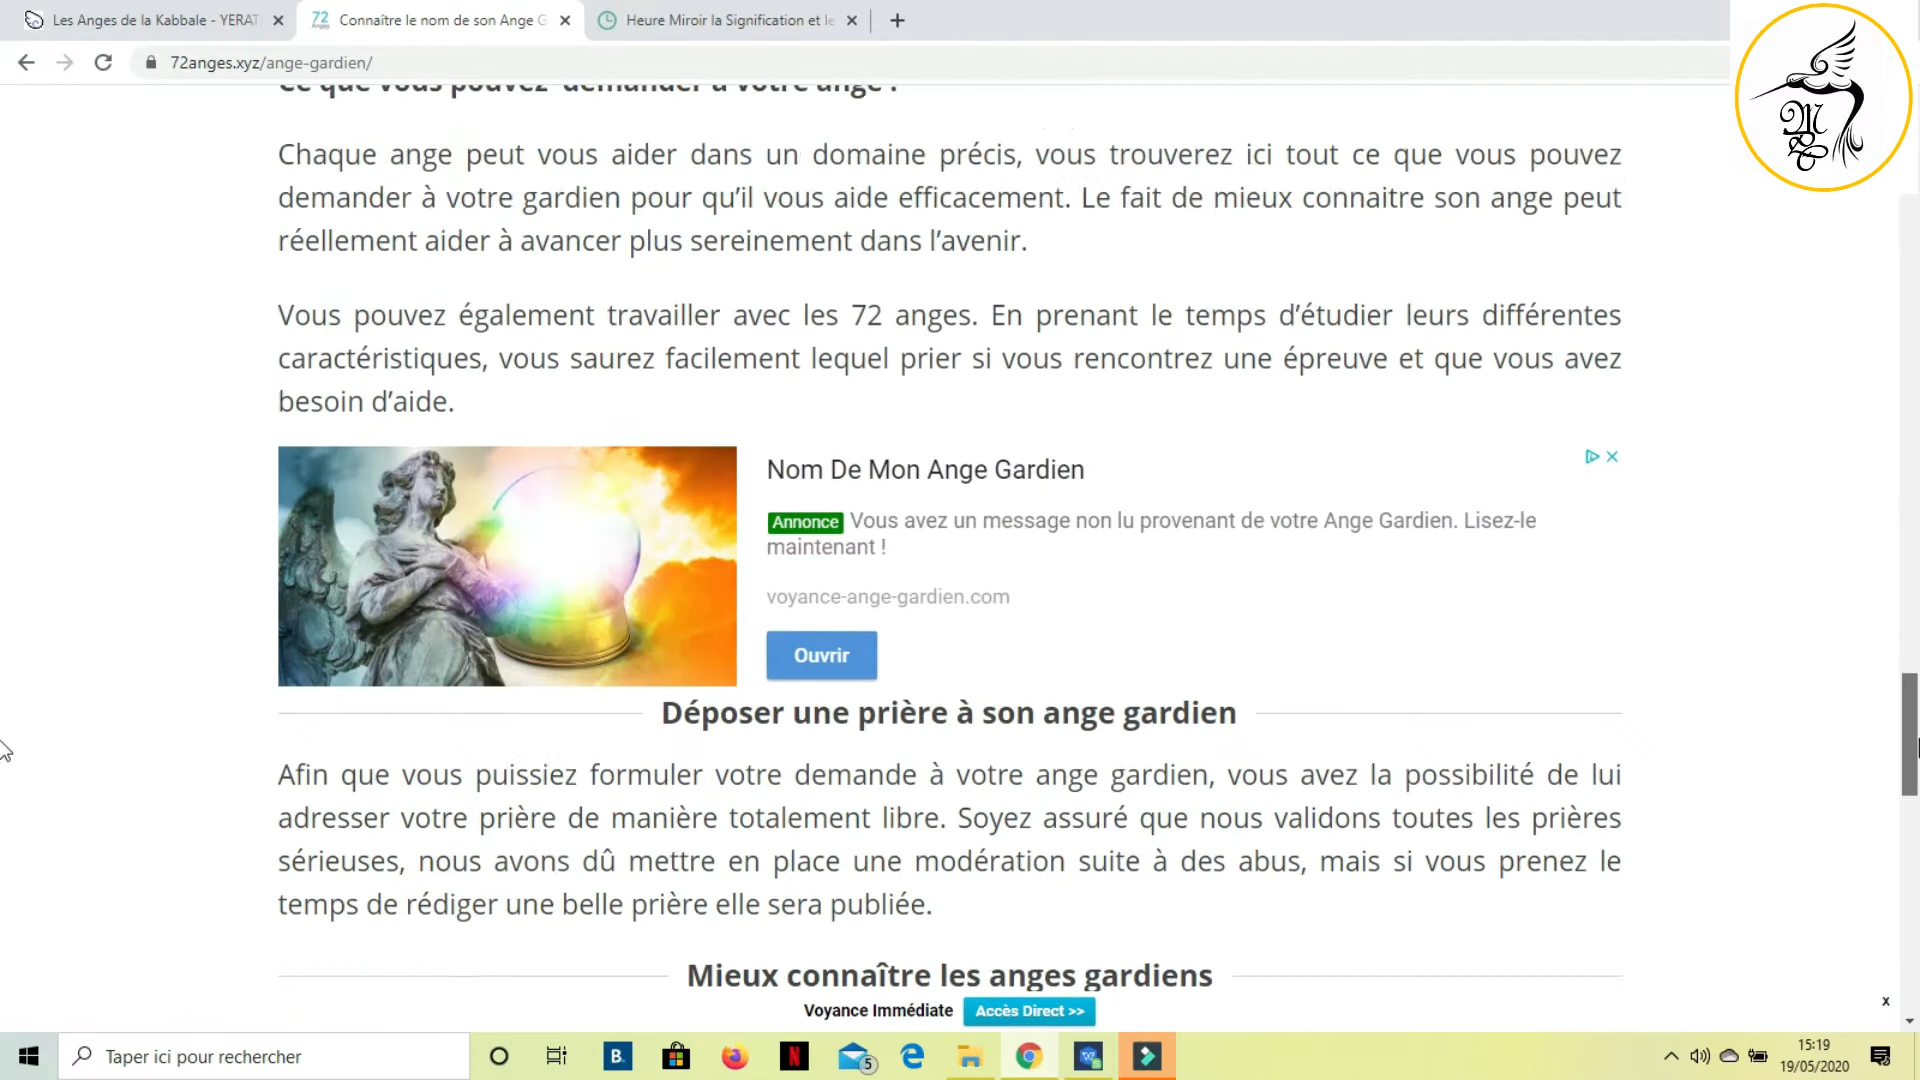 Les Anges de la Kabbale - YERAT
Connaître le nom de son Ange G
Heure Miroir la Signification et le
72anges.xyz/ange-gardien/
Ce que vous pouvez demander à votre ange :
Chaque ange peut vous aider dans un domaine précis, vous trouverez ici tout ce que vous pouvez
demander à votre gardien pour qu’il vous aide efficacement. Le fait de mieux connaitre son ange peut
réellement aider à avancer plus sereinement dans l’avenir.
Vous pouvez également travailler avec les 72 anges. En prenant le temps d’étudier leurs différentes
caractéristiques, vous saurez facilement lequel prier si vous rencontrez une épreuve et que vous avez
besoin d’aide.
Nom De Mon Ange Gardien
Annonce Vous avez un message non lu provenant de votre Ange Gardien. Lisez-le
maintenant !
voyance-ange-gardien.com
Ouvrir
Déposer une prière à son ange gardien
Afin que vous puissiez formuler votre demande à votre ange gardien, vous avez la possibilité de lui
adresser votre prière de manière totalement libre. Soyez assuré que nous validons toutes les prières
sérieuses, nous avons dû mettre en place une modération suite à des abus, mais si vous prenez le
temps de rédiger une belle prière elle sera publiée.
Mieux connaître les anges gardiens
Voyance Immédiate Accès Direct >>
x
Taper ici pour rechercher
B.
N
5
15:19
19/05/2020